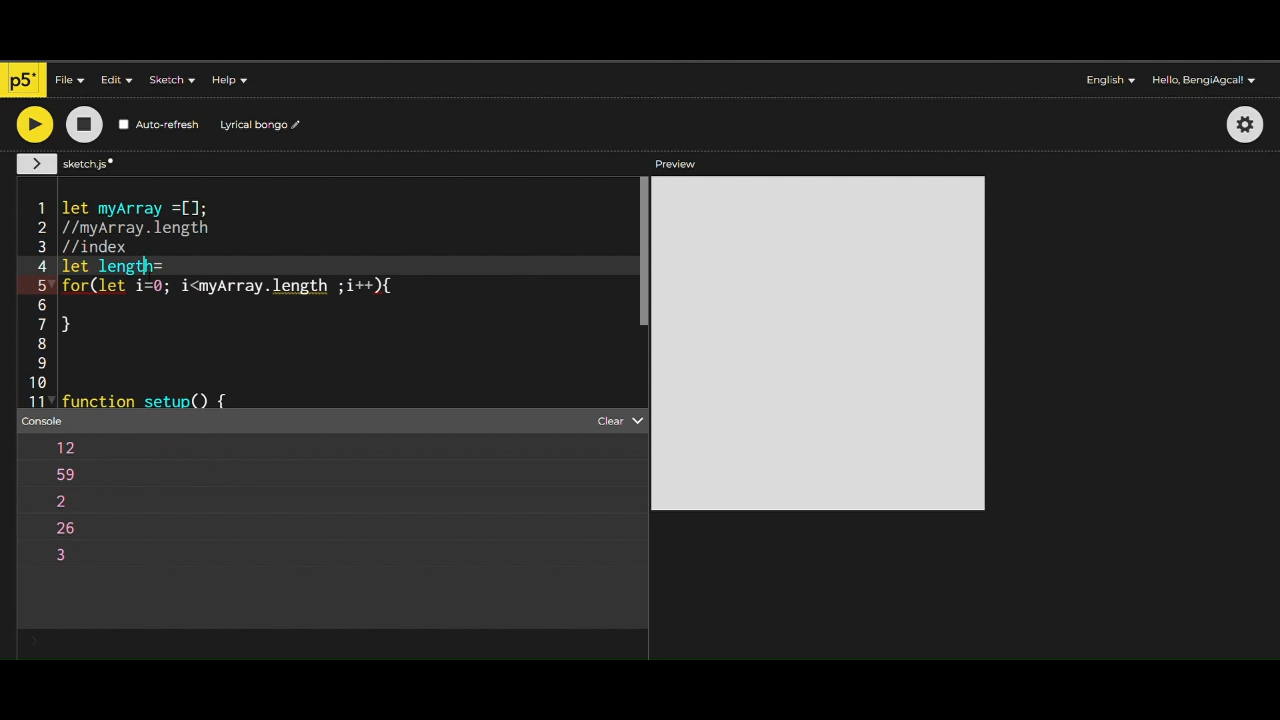 p5* File Edit Sketch Help English Hello, BengiAgcal!
Auto-refresh Lyrical bongo
> sketch.js Preview
1 let myArray =[];
2 //myArray.length
3 //index
4 let length=
5 for(let i=0; i<myArray.length ;i++){
6
7 }
8
9
10
11 function setup() {
Console Clear
12
59
2
26
3
>